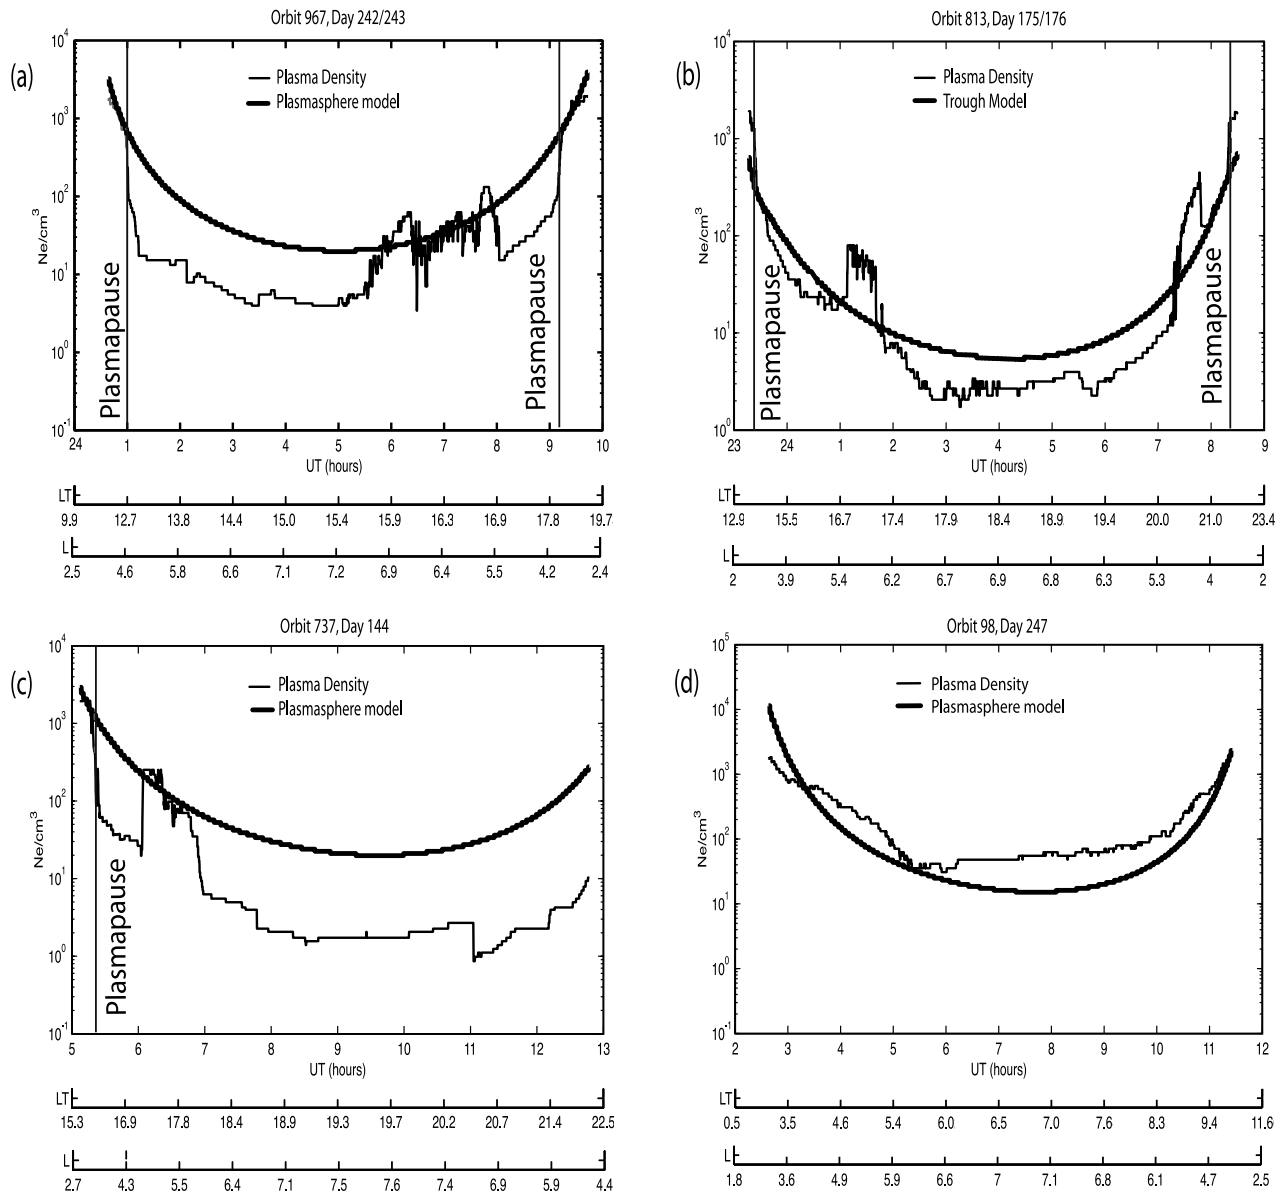 Orbit 967, Day 242/243
(a)
Plasma Density
Plasmasphere model
10^4
10^3
10^2
10^1
10^0
10^-1
Ne/cm^3
Plasmapause
Plasmapause
24 1 2 3 4 5 6 7 8 9 10
UT (hours)
LT
9.9 12.7 13.8 14.4 15.0 15.4 15.9 16.3 16.9 17.8 19.7
L
2.5 4.6 5.8 6.6 7.1 7.2 6.9 6.4 5.5 4.2 2.4
Orbit 813, Day 175/176
(b)
Plasma Density
Trough Model
10^4
10^3
10^2
10^1
10^0
Ne/cm^3
Plasmapause
Plasmapause
23 24 1 2 3 4 5 6 7 8 9
UT (hours)
LT
12.9 15.5 16.7 17.4 17.9 18.4 18.9 19.4 20.0 21.0 23.4
L
2 3.9 5.4 6.2 6.7 6.9 6.8 6.3 5.3 4 2
Orbit 737, Day 144
(c)
Plasma Density
Plasmasphere model
10^4
10^3
10^2
10^1
10^0
10^-1
Ne/cm^3
Plasmapause
5 6 7 8 9 10 11 12 13
UT (hours)
LT
15.3 16.9 17.8 18.4 18.9 19.3 19.7 20.2 20.7 21.4 22.5
L
2.7 4.3 5.5 6.4 7 7.1 7.5 7.4 6.9 5.9 4.4
Orbit 98, Day 247
(d)
Plasma Density
Plasmasphere model
10^5
10^4
10^3
10^2
10^1
10^0
10^-1
Ne/cm^3
2 3 4 5 6 7 8 9 10 11 12
UT (hours)
LT
0.5 3.5 4.6 5.4 6.0 6.5 7.0 7.6 8.3 9.4 11.6
L
1.8 3.6 4.9 5.9 6.6 7 7.1 6.8 6.1 4.7 2.5